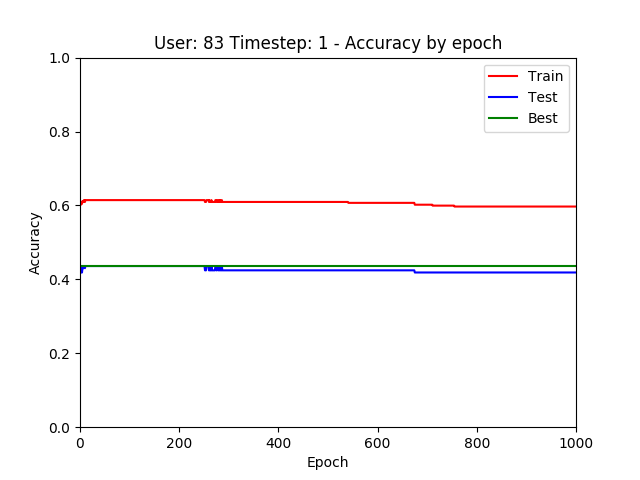 User: 83 Timestep: 1 - Accuracy by epoch
1.0
0.8
0.6
0.4
0.2
0.0
Accuracy
Train
Test
Best
0 200 400 600 800 1000
Epoch